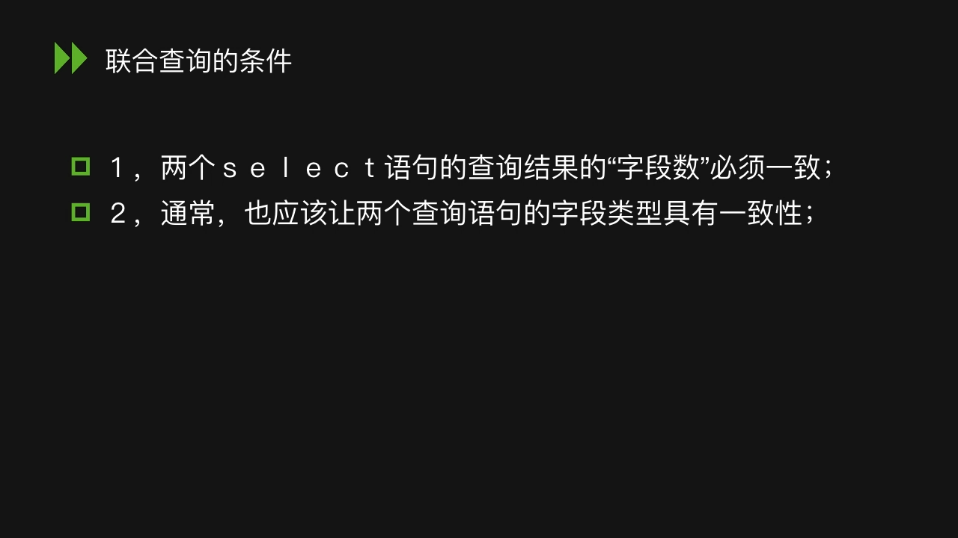 联合查询的条件
１，两个ｓｅｌｅｃｔ语句的查询结果的“字段数”必须一致；
２，通常，也应该让两个查询语句的字段类型具有一致性；